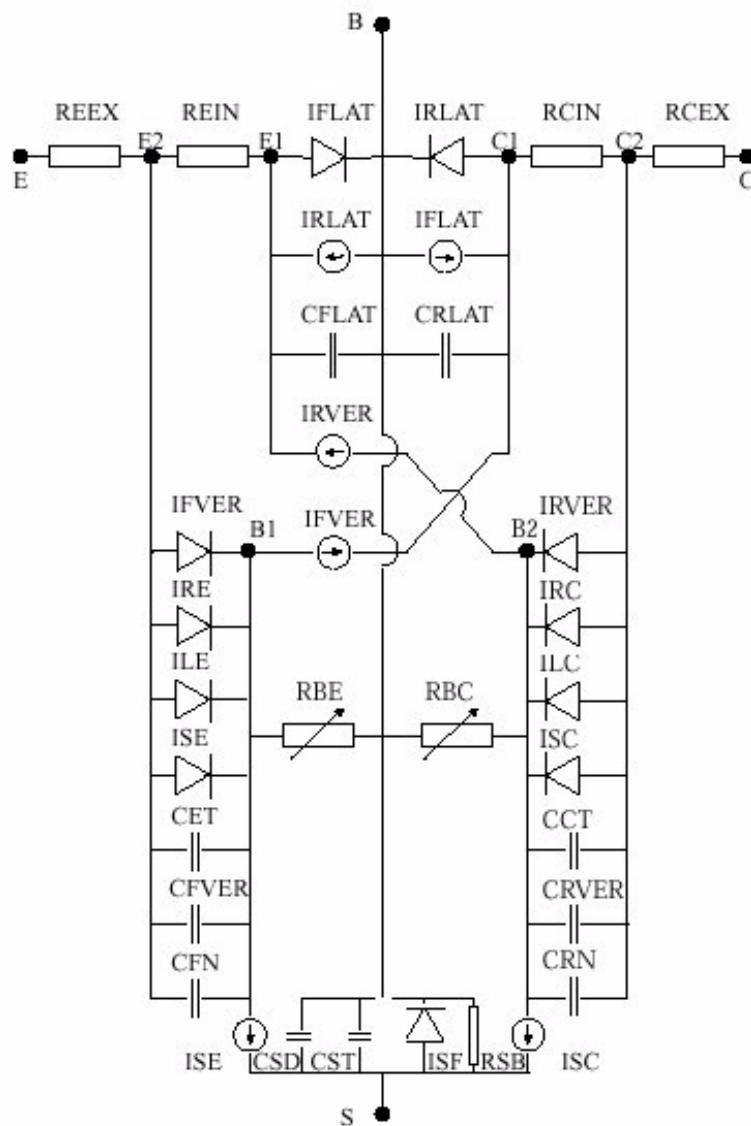 B
REEX REIN IFLAT IRLAT RCIN RCEX
E2 E1 C1 C2
E C
IRLAT IFLAT
CFLAT CRLAT
IRVER
IFVER B1 IFVER B2 IRVER
IRE IRC
ILE ILC
RBE RBC
ISE ISC
CET CCT
CFVER CRVER
CFN CRN
ISE CSD CST ISF RSB ISC
S